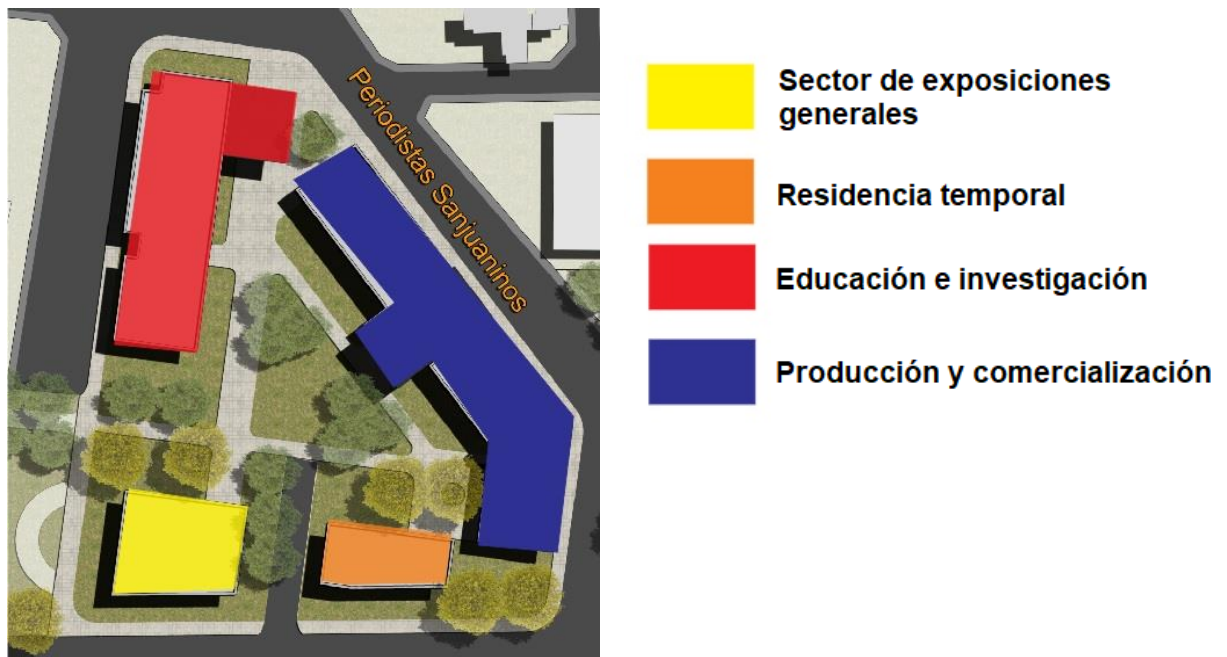 Periodistas Sanjuaninos
Sector de exposiciones
generales
Residencia temporal
Educación e investigación
Producción y comercialización